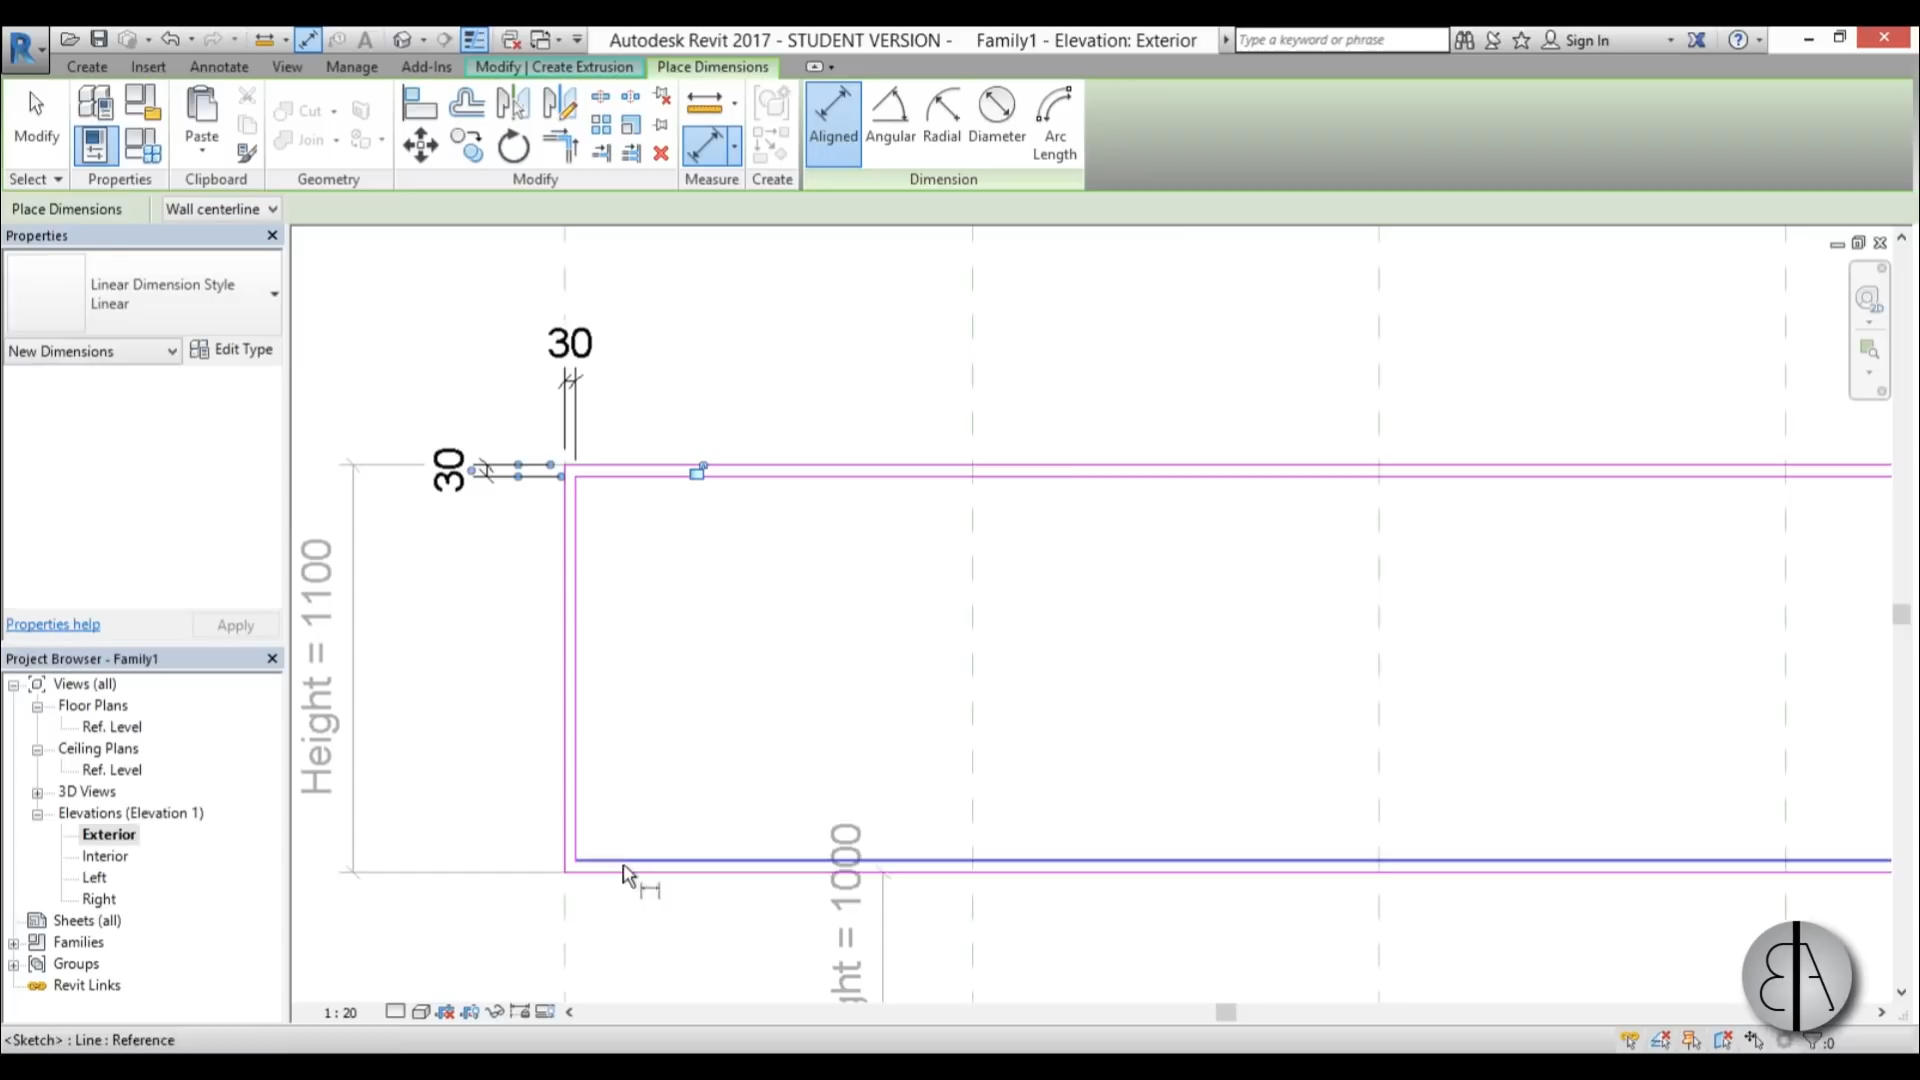 Autodesk Revit 2017 - STUDENT VERSION - Family1 - Elevation: Exterior
Type a keyword or phrase
Sign In
Create Insert Annotate View Manage Add-Ins Modify | Create Extrusion Place Dimensions
Modify
Paste
Cut
Join
Aligned Angular Radial Diameter Arc Length
Select Properties Clipboard Geometry Modify Measure Create Dimension
Place Dimensions Wall centerline
Properties
Linear Dimension Style
Linear
New Dimensions Edit Type
Properties help Apply
Project Browser - Family1
Views (all)
Floor Plans
Ref. Level
Ceiling Plans
Ref. Level
3D Views
Elevations (Elevation 1)
Exterior
Interior
Left
Right
Sheets (all)
Families
Groups
Revit Links
30
30
Height = 1100
ght = 1000
2D
1 : 20
<Sketch> : Line : Reference
:0
BA